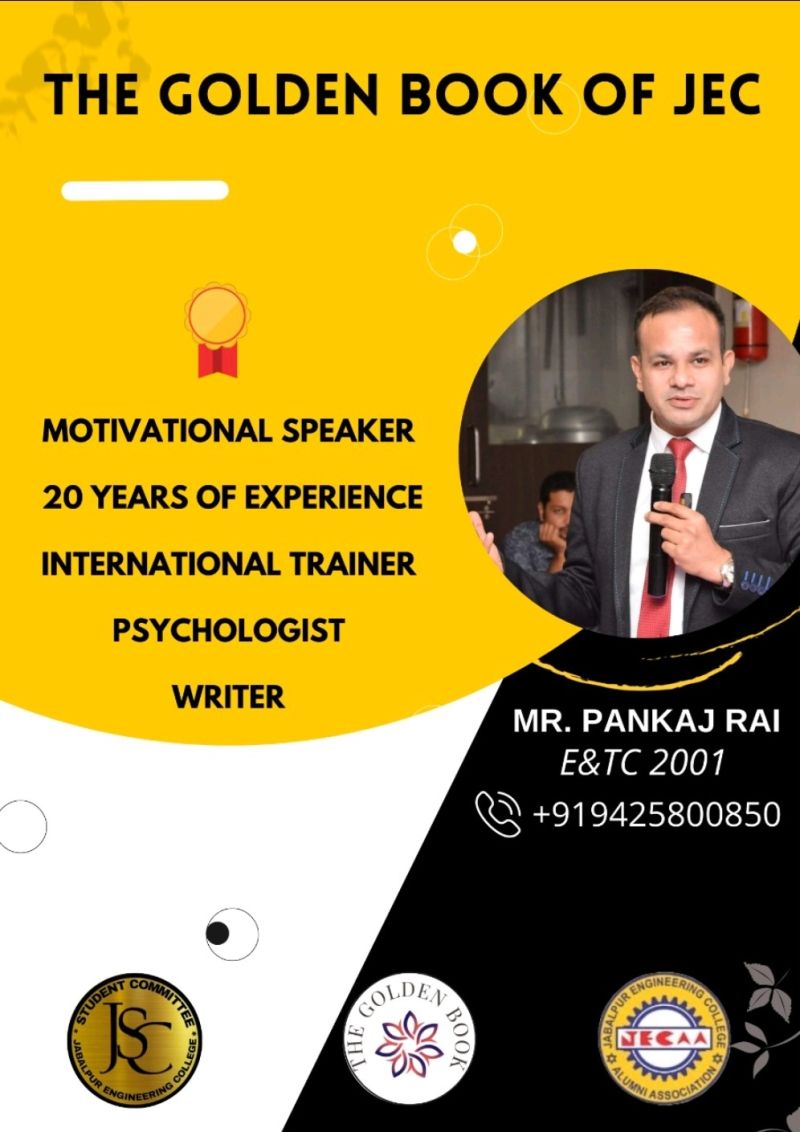 THE GOLDEN BOOK OF JEC
MOTIVATIONAL SPEAKER
20 YEARS OF EXPERIENCE
INTERNATIONAL TRAINER
PSYCHOLOGIST
WRITER
MR. PANKAJ RAI
E&TC 2001
+919425800850
STUDENT COMMITTEE
JSC
JABALPUR ENGINEERING COLLEGE
THE GOLDEN BOOK
JABALPUR ENGINEERING COLLEGE
JECAA
ALUMNI ASSOCIATION